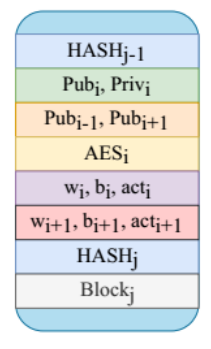 HASHj-1
Pubi, Privi
Pubi-1, Pubi+1
AESi
wi, bi, acti
wi+1, bi+1, acti+1
HASHj
Blockj